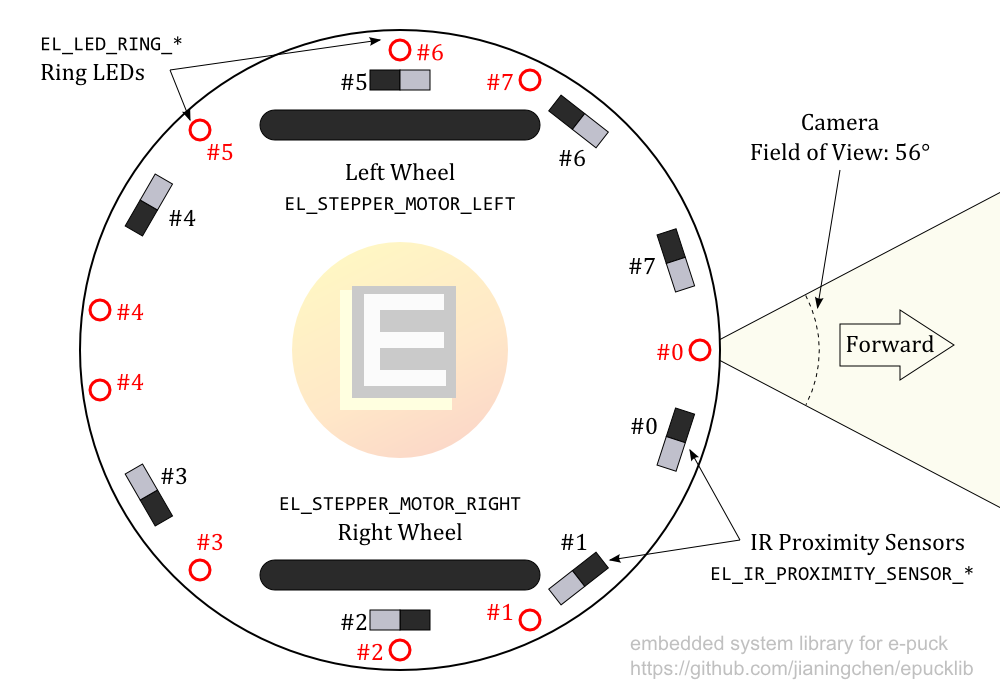 EL_LED_RING_*
Ring LEDs
#6
#5
#7
#5
#6
Camera
Field of View: 56°
Left Wheel
EL_STEPPER_MOTOR_LEFT
#4
#7
E
#4
#0
Forward
#4
#0
#3
EL_STEPPER_MOTOR_RIGHT
Right Wheel
#3
#1
IR Proximity Sensors
EL_IR_PROXIMITY_SENSOR_*
#2
#1
#2
embedded system library for e-puck
https://github.com/jianingchen/epucklib